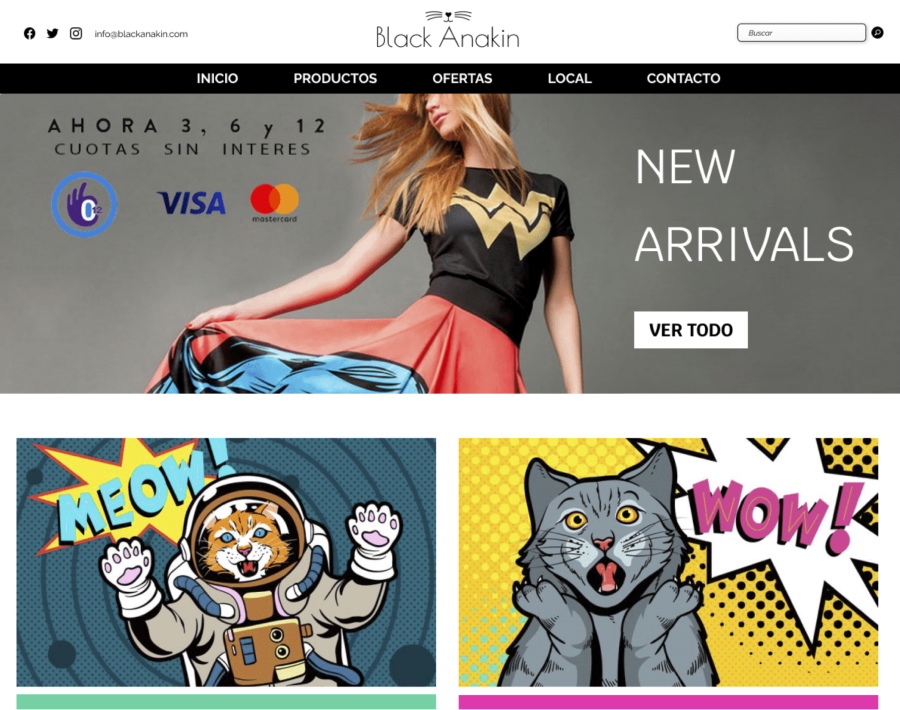 info@blackanakin.com
Black Anakin
Buscar
INICIO PRODUCTOS OFERTAS LOCAL CONTACTO
AHORA 3, 6 y 12
CUOTAS SIN INTERES
12
VISA
mastercard
NEW
ARRIVALS
VER TODO
MEOW!
WOW!